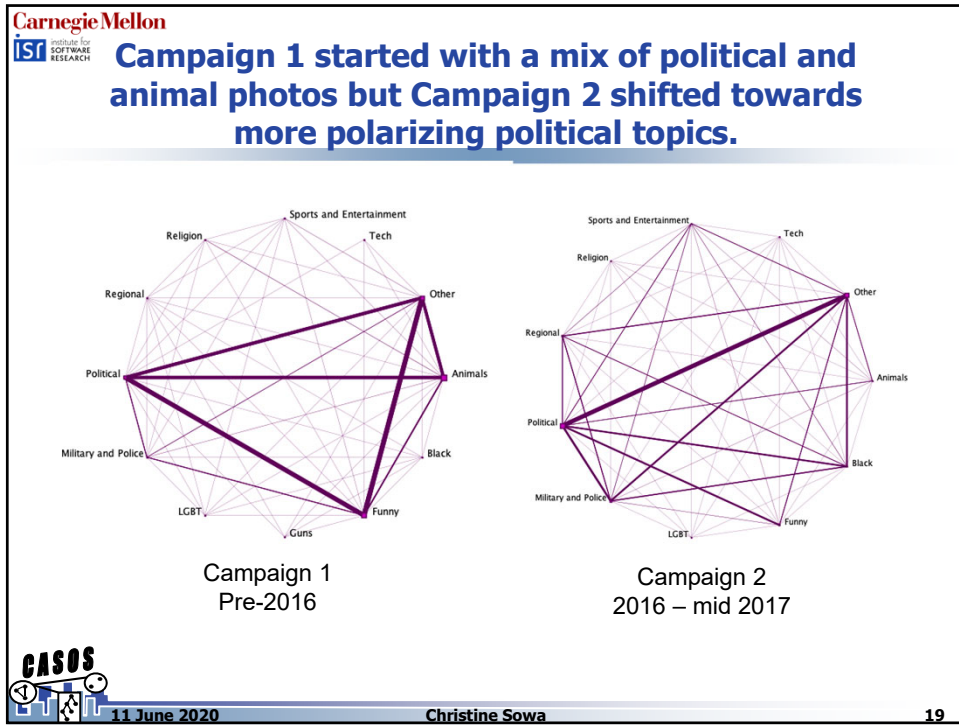 Carnegie Mellon
isr institute for
SOFTWARE
RESEARCH
Campaign 1 started with a mix of political and
animal photos but Campaign 2 shifted towards
more polarizing political topics.
Sports and Entertainment
Religion
Tech
Regional
Other
Political
Animals
Military and Police
Black
LGBT
Funny
Guns
Campaign 1
Pre-2016
Sports and Entertainment
Tech
Religion
Other
Regional
Animals
Political
Black
Military and Police
Funny
LGBT
Campaign 2
2016 – mid 2017
CASOS
11 June 2020
Christine Sowa
19